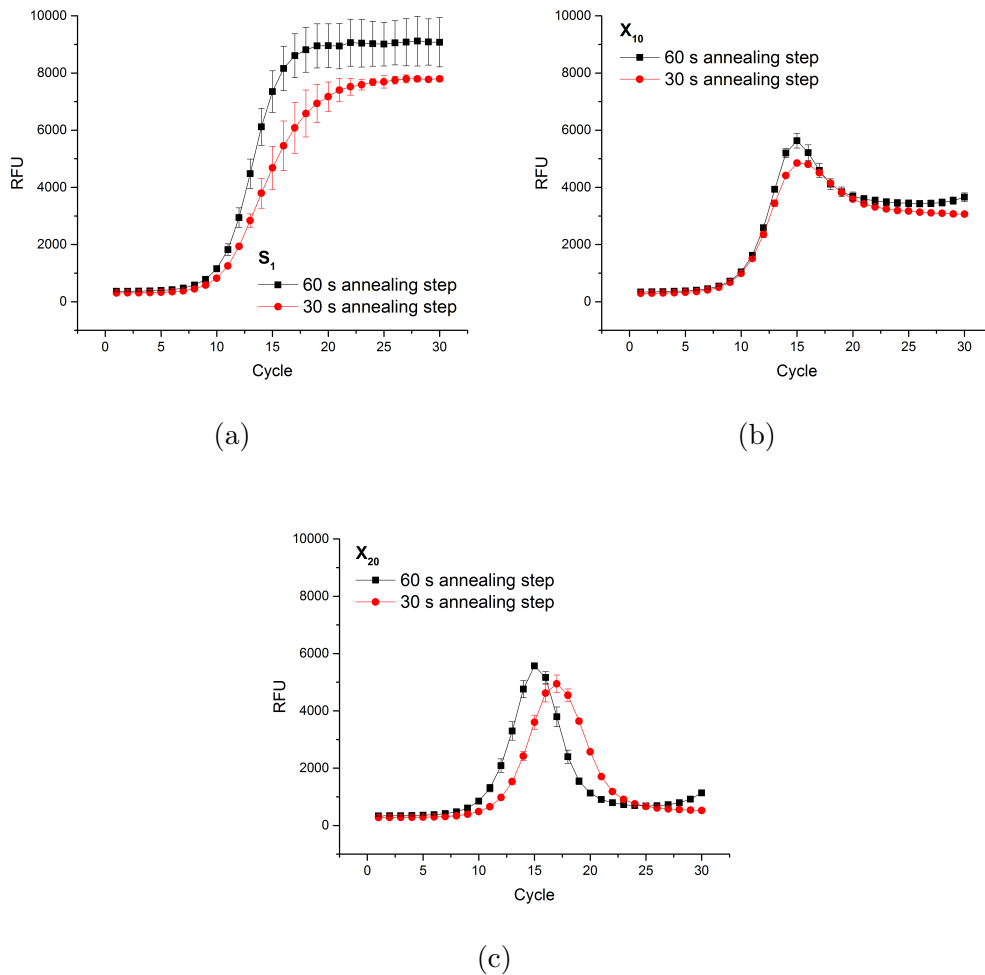 10000
8000
6000
4000
2000
0
RFU
S1
60 s annealing step
30 s annealing step
0 5 10 15 20 25 30
Cycle
(a)
10000
8000
6000
4000
2000
0
RFU
X10
60 s annealing step
30 s annealing step
0 5 10 15 20 25 30
Cycle
(b)
10000
8000
6000
4000
2000
0
RFU
X20
60 s annealing step
30 s annealing step
0 5 10 15 20 25 30
Cycle
(c)